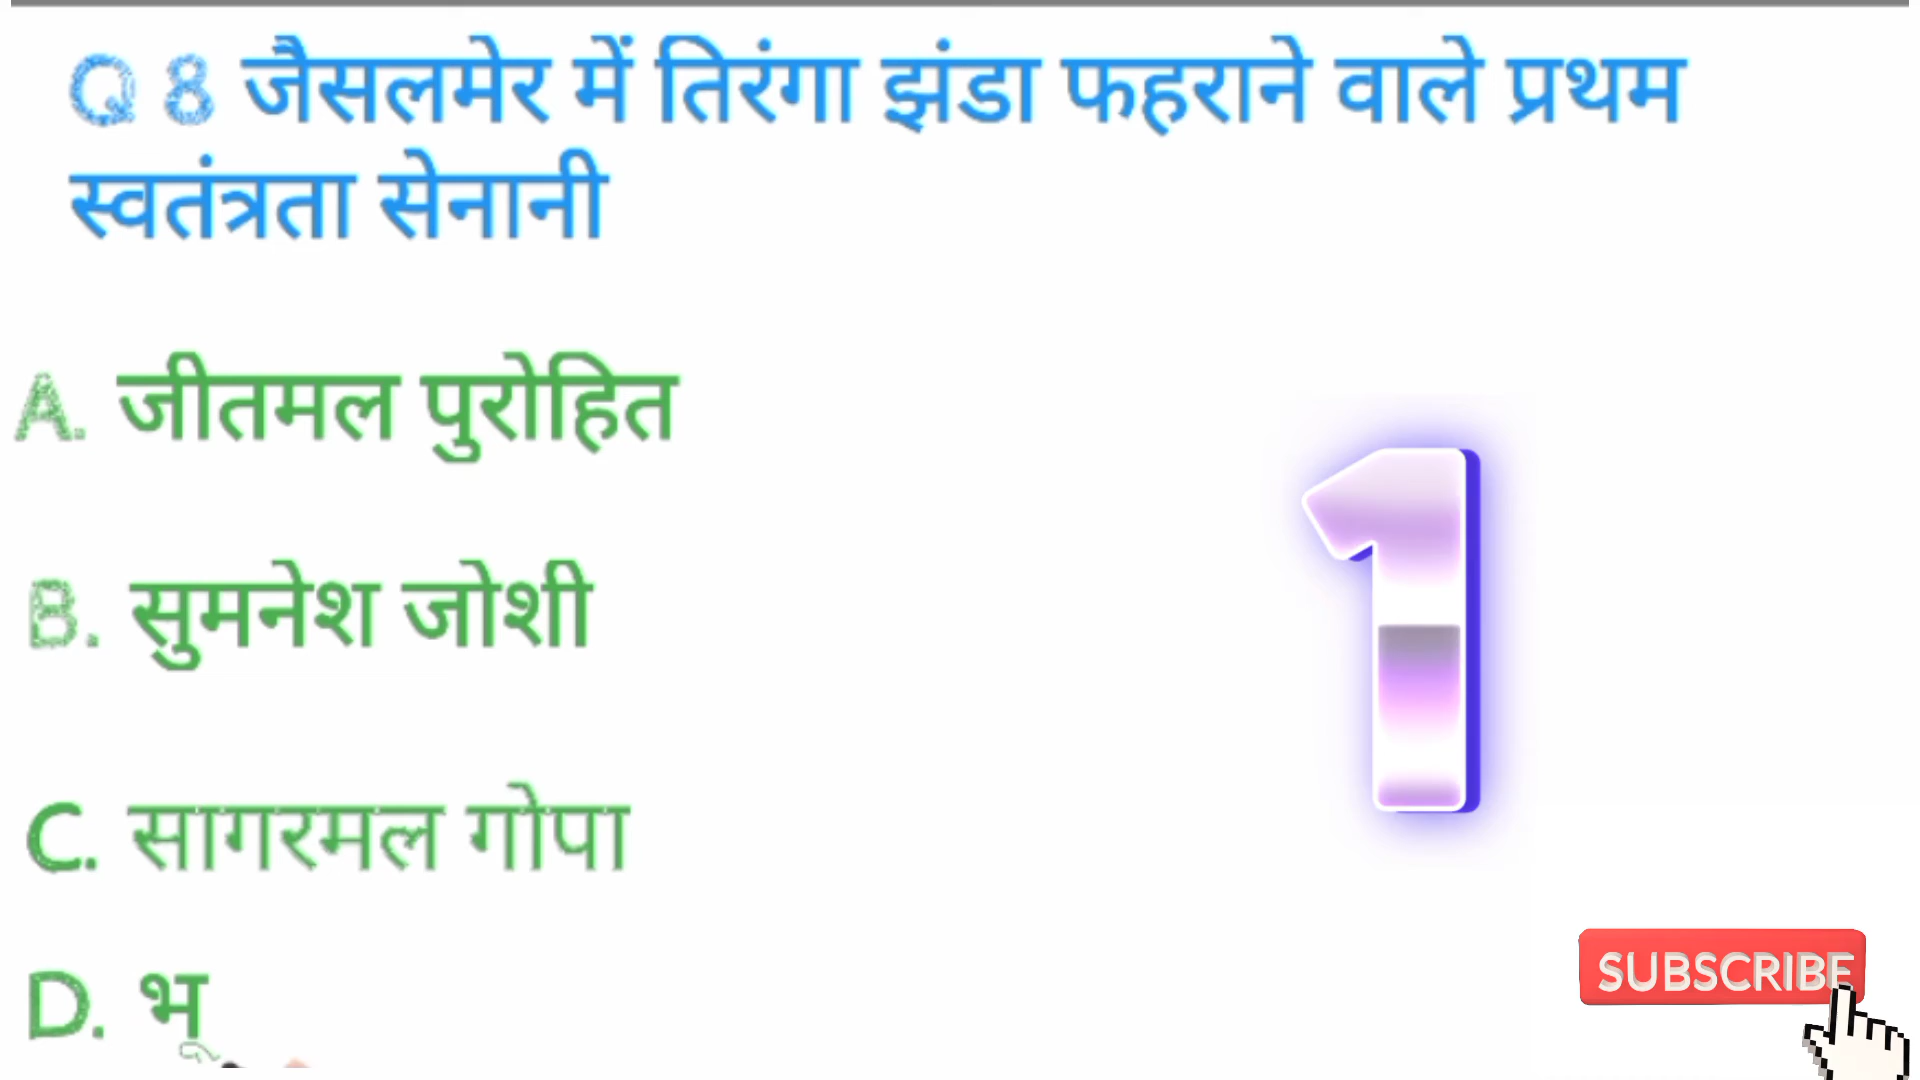 Q 8 जैसलमेर में तिरंगा झंडा फहराने वाले प्रथम
स्वतंत्रता सेनानी
A. जीतमल पुरोहित
B. सुमनेश जोशी
1
C. सागरमल गोपा
D. भू
SUBSCRIBE